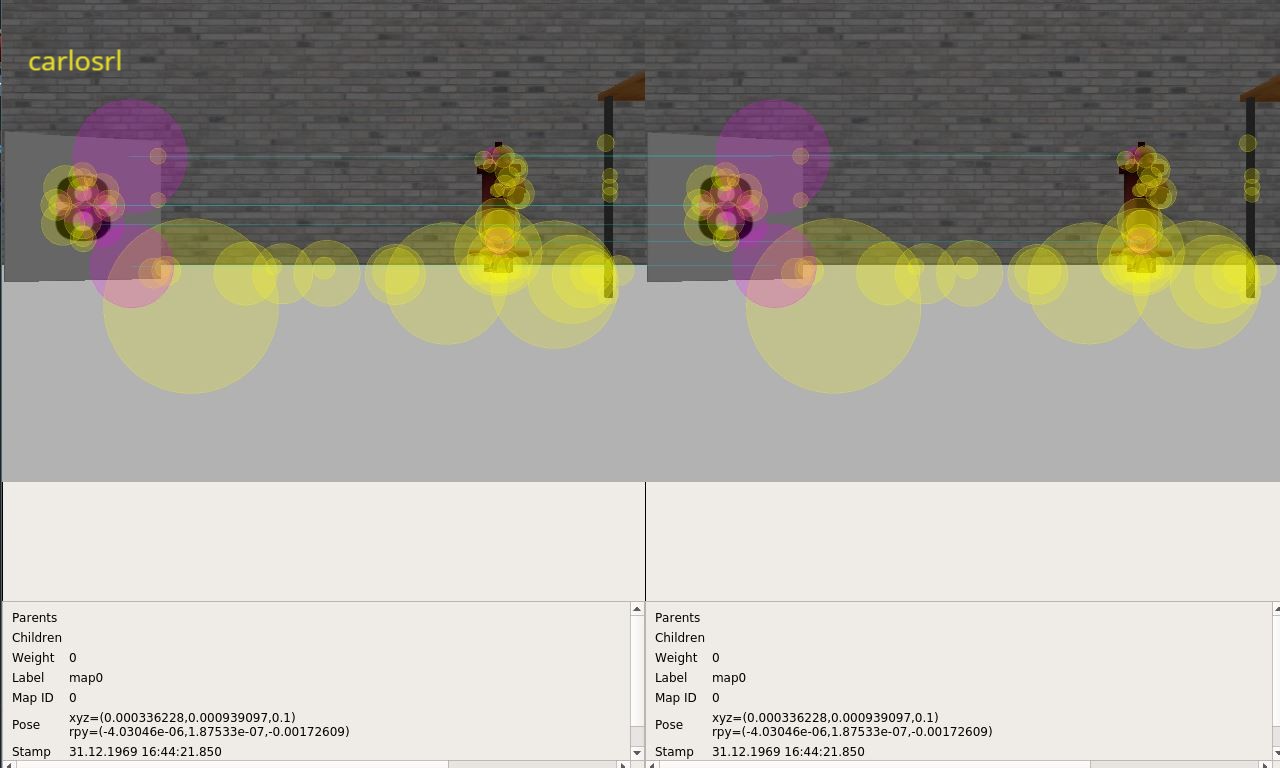 carlosrl
Parents
Children
Weight 0
Label map0
Map ID 0
Pose xyz=(0.000336228,0.000939097,0.1)
rpy=(-4.03046e-06,1.87533e-07,-0.00172609)
Stamp 31.12.1969 16:44:21.850
Parents
Children
Weight 0
Label map0
Map ID 0
Pose xyz=(0.000336228,0.000939097,0.1)
rpy=(-4.03046e-06,1.87533e-07,-0.00172609)
Stamp 31.12.1969 16:44:21.850